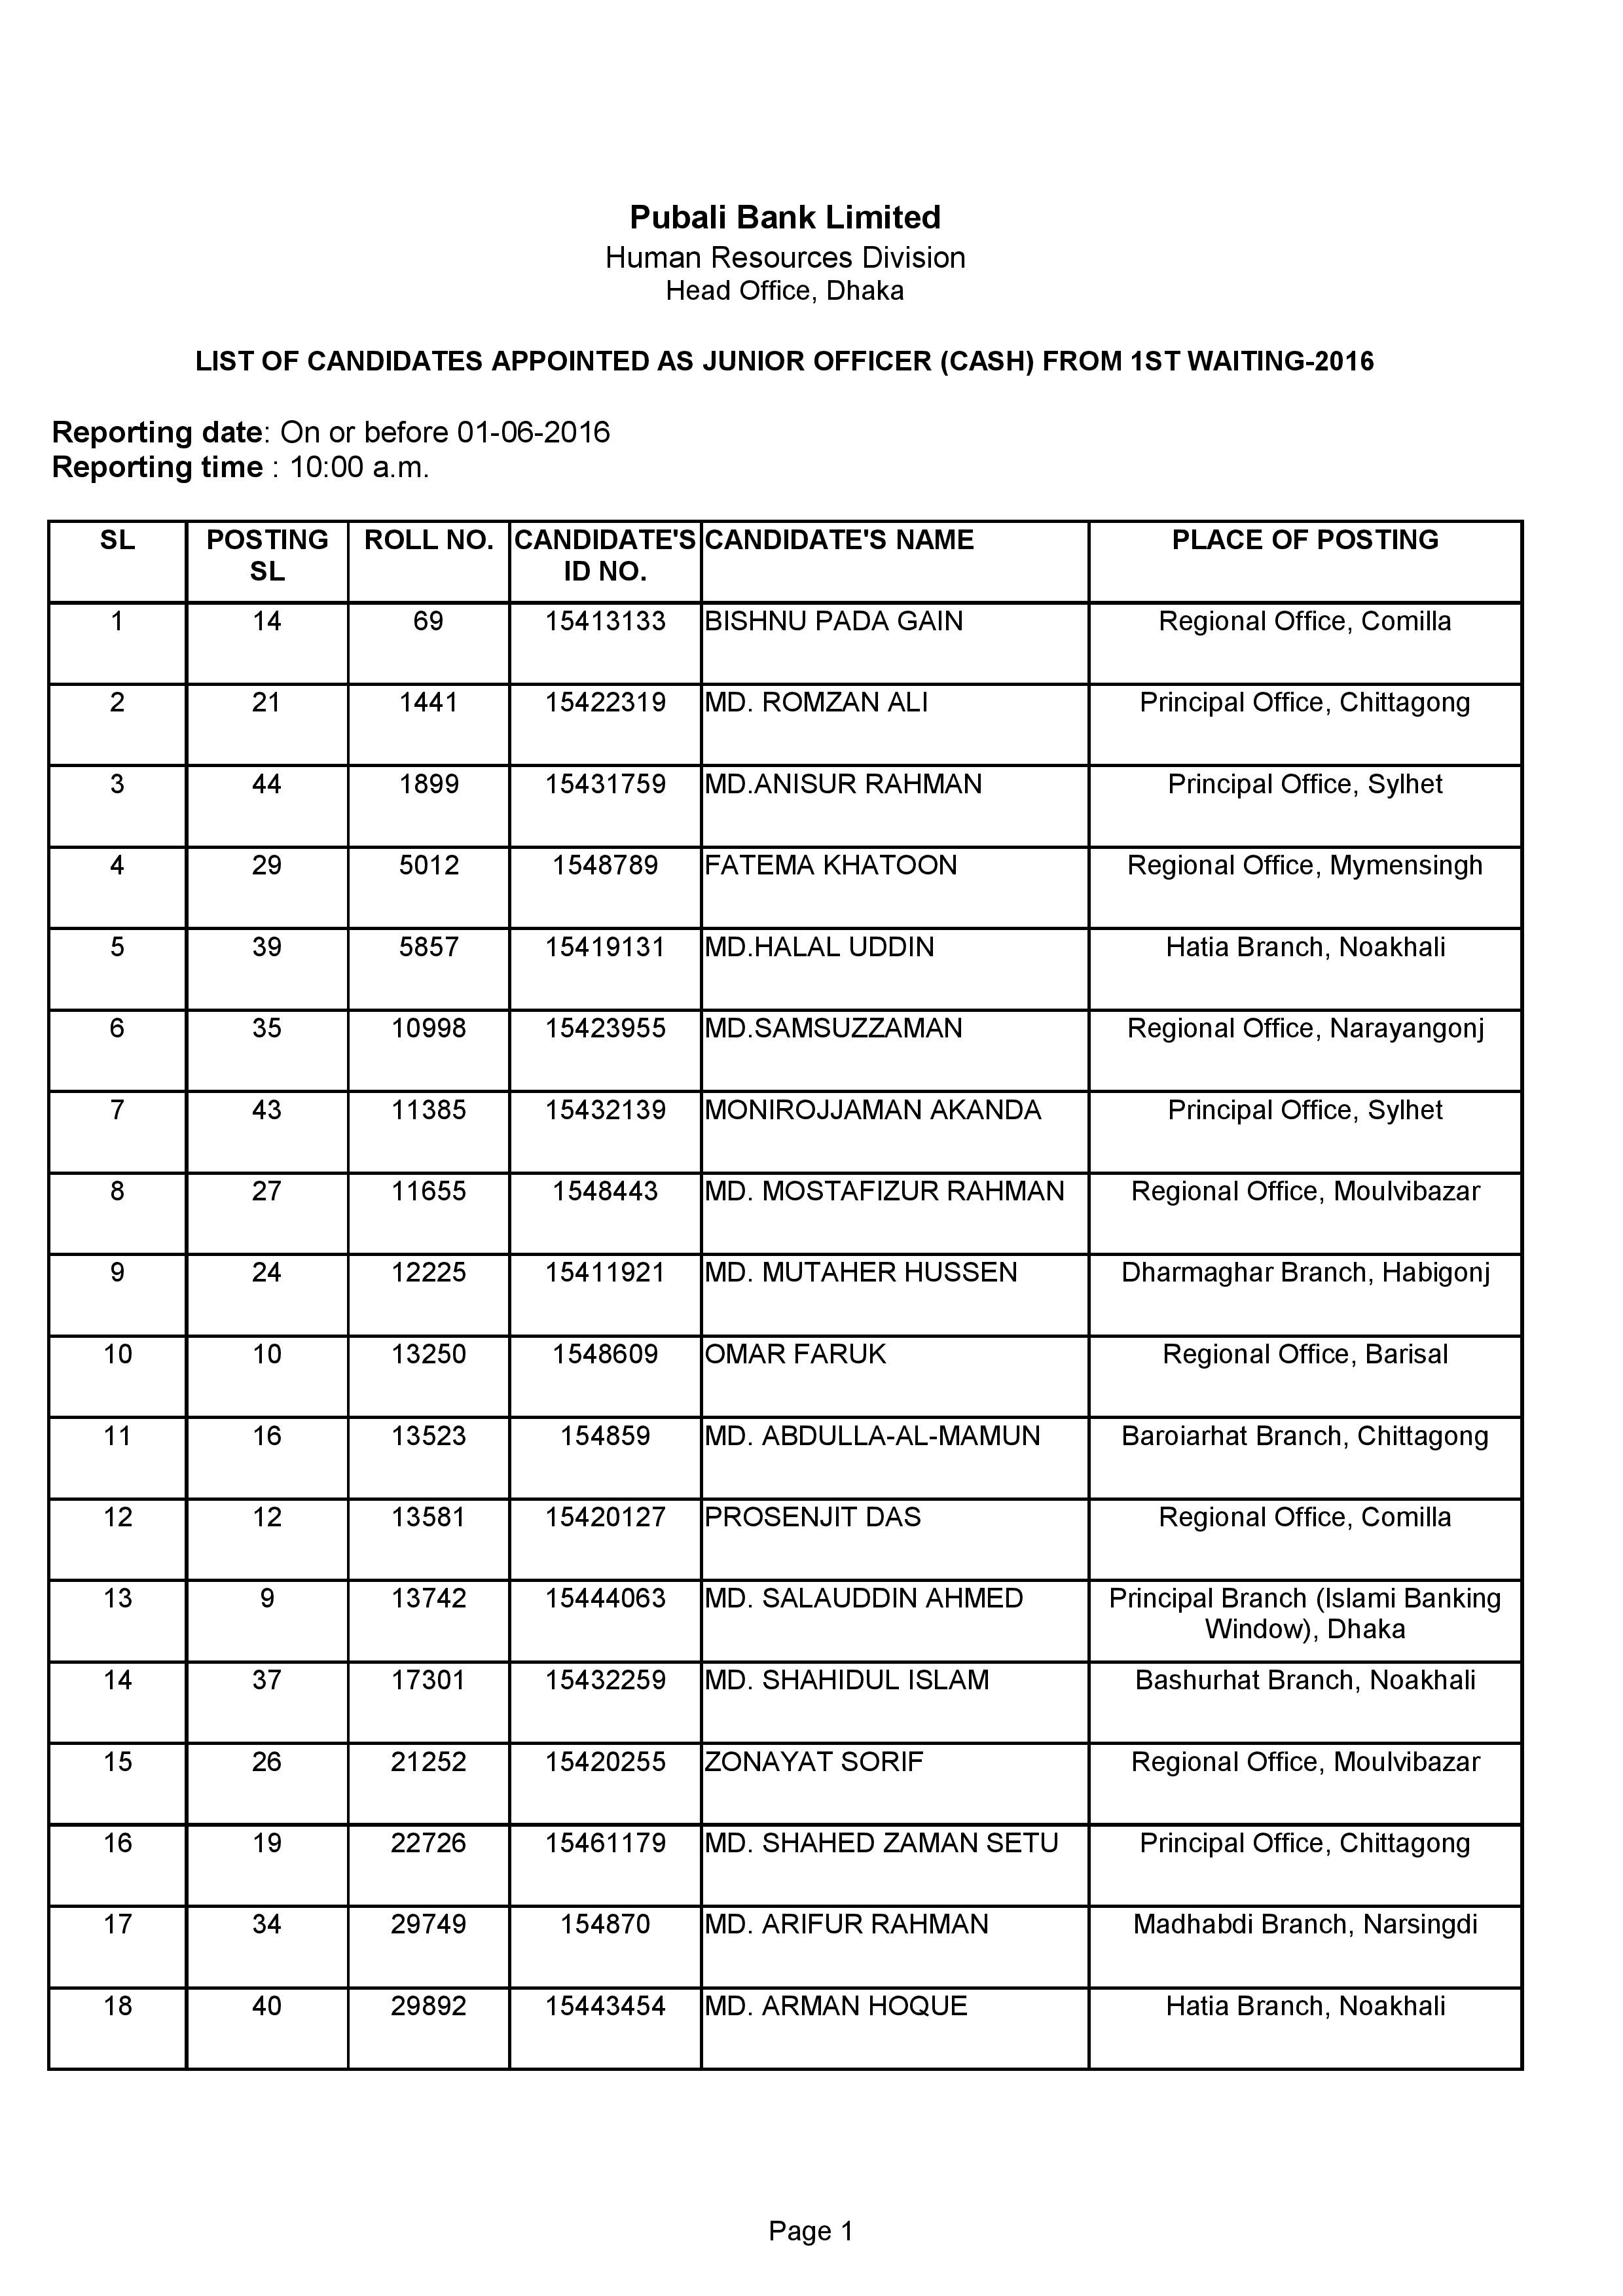 Pubali Bank Limited
Human Resources Division
Head Office, Dhaka
LIST OF CANDIDATES APPOINTED AS JUNIOR OFFICER (CASH) FROM 1ST WAITING-2016
Reporting date: On or before 01-06-2016
Reporting time : 10:00 a.m.
SL POSTING ROLL NO. CANDIDATE'S CANDIDATE'S NAME PLACE OF POSTING
SL ID NO.
1 14 69 15413133 BISHNU PADA GAIN Regional Office, Comilla
2 21 1441 15422319 MD. ROMZAN ALI Principal Office, Chittagong
3 44 1899 15431759 MD.ANISUR RAHMAN Principal Office, Sylhet
4 29 5012 1548789 FATEMA KHATOON Regional Office, Mymensingh
5 39 5857 15419131 MD.HALAL UDDIN Hatia Branch, Noakhali
6 35 10998 15423955 MD.SAMSUZZAMAN Regional Office, Narayangonj
7 43 11385 15432139 MONIROJJAMAN AKANDA Principal Office, Sylhet
8 27 11655 1548443 MD. MOSTAFIZUR RAHMAN Regional Office, Moulvibazar
9 24 12225 15411921 MD. MUTAHER HUSSEN Dharmaghar Branch, Habigonj
10 10 13250 1548609 OMAR FARUK Regional Office, Barisal
11 16 13523 154859 MD. ABDULLA-AL-MAMUN Baroiarhat Branch, Chittagong
12 12 13581 15420127 PROSENJIT DAS Regional Office, Comilla
13 9 13742 15444063 MD. SALAUDDIN AHMED Principal Branch (Islami Banking
Window), Dhaka
14 37 17301 15432259 MD. SHAHIDUL ISLAM Bashurhat Branch, Noakhali
15 26 21252 15420255 ZONAYAT SORIF Regional Office, Moulvibazar
16 19 22726 15461179 MD. SHAHED ZAMAN SETU Principal Office, Chittagong
17 34 29749 154870 MD. ARIFUR RAHMAN Madhabdi Branch, Narsingdi
18 40 29892 15443454 MD. ARMAN HOQUE Hatia Branch, Noakhali
Page 1